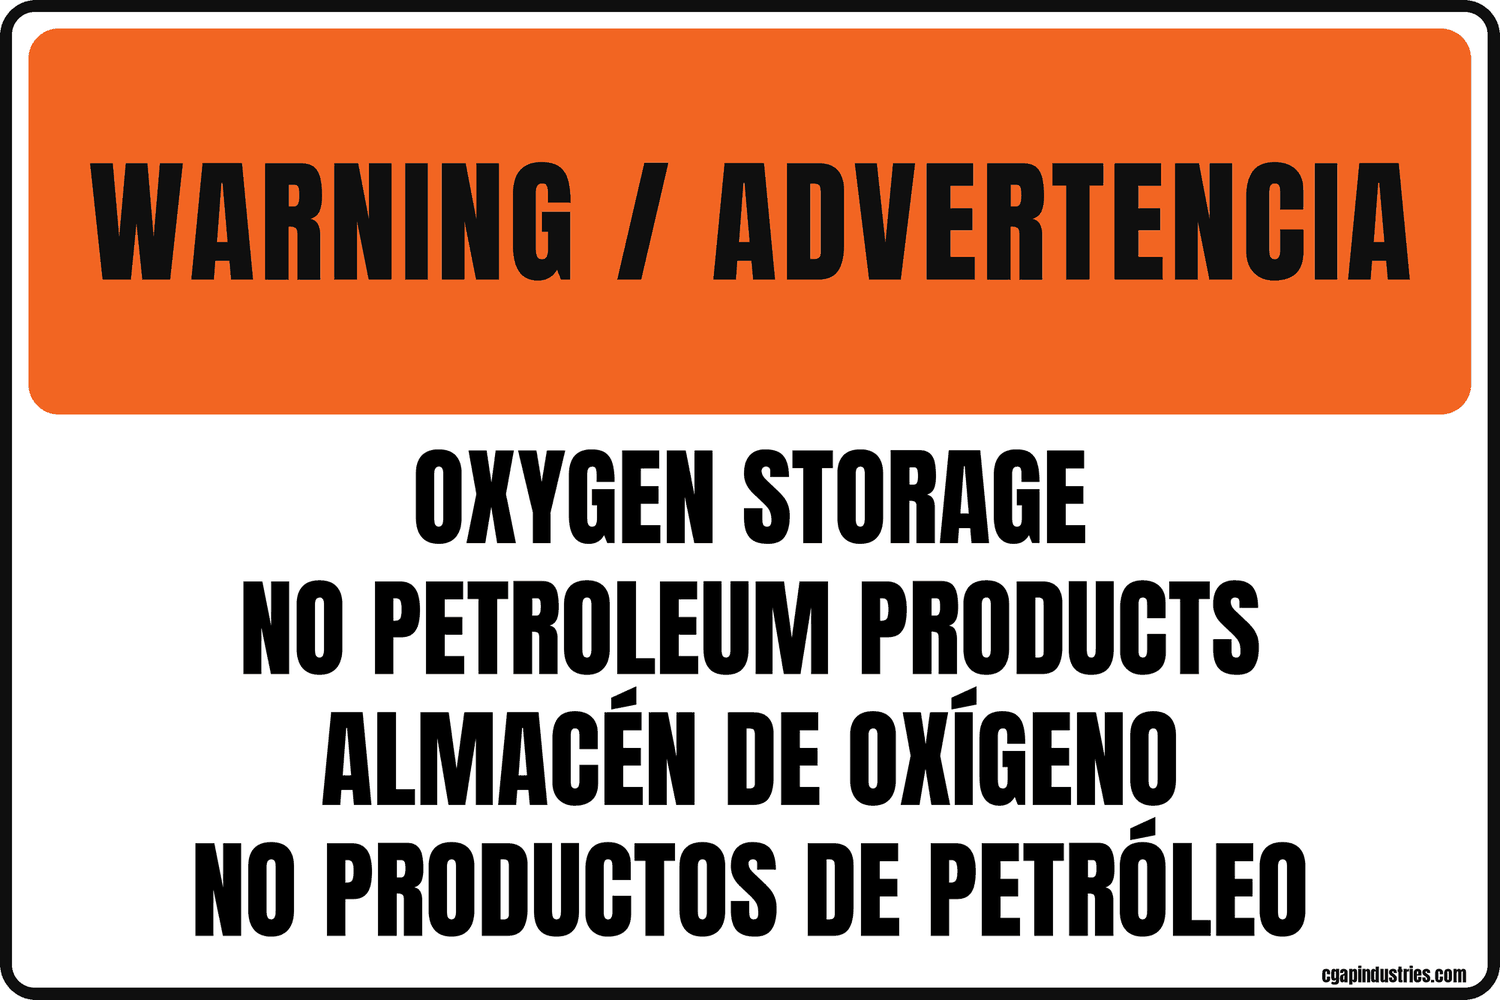 WARNING / ADVERTENCIA
OXYGEN STORAGE
NO PETROLEUM PRODUCTS
ALMACÉN DE OXÍGENO
NO PRODUCTOS DE PETRÓLEO
cgapindustries.com